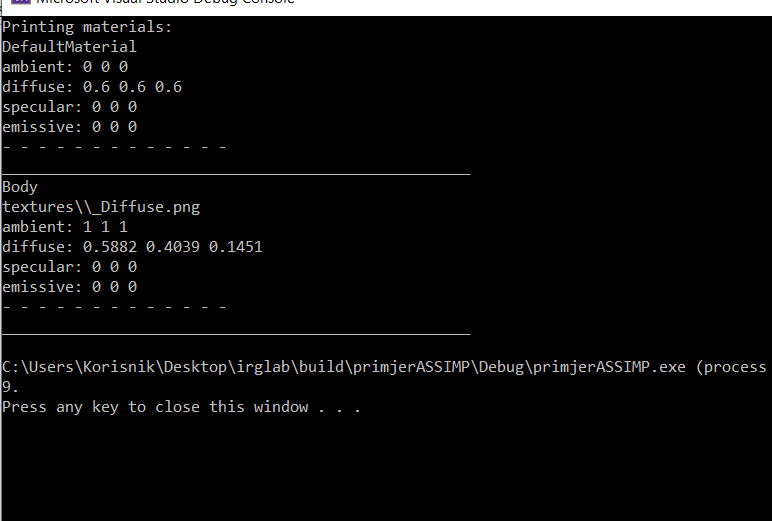 Microsoft Visual Studio Debug Console
Printing materials:
DefaultMaterial
ambient: 0 0 0
diffuse: 0.6 0.6 0.6
specular: 0 0 0
emissive: 0 0 0
- - - - - - - - - - - - -
____________________________________________________
Body
textures\\_Diffuse.png
ambient: 1 1 1
diffuse: 0.5882 0.4039 0.1451
specular: 0 0 0
emissive: 0 0 0
- - - - - - - - - - - - -
____________________________________________________
C:\Users\Korisnik\Desktop\irglab\build\primjerASSIMP\Debug\primjerASSIMP.exe (process
9.
Press any key to close this window . . .